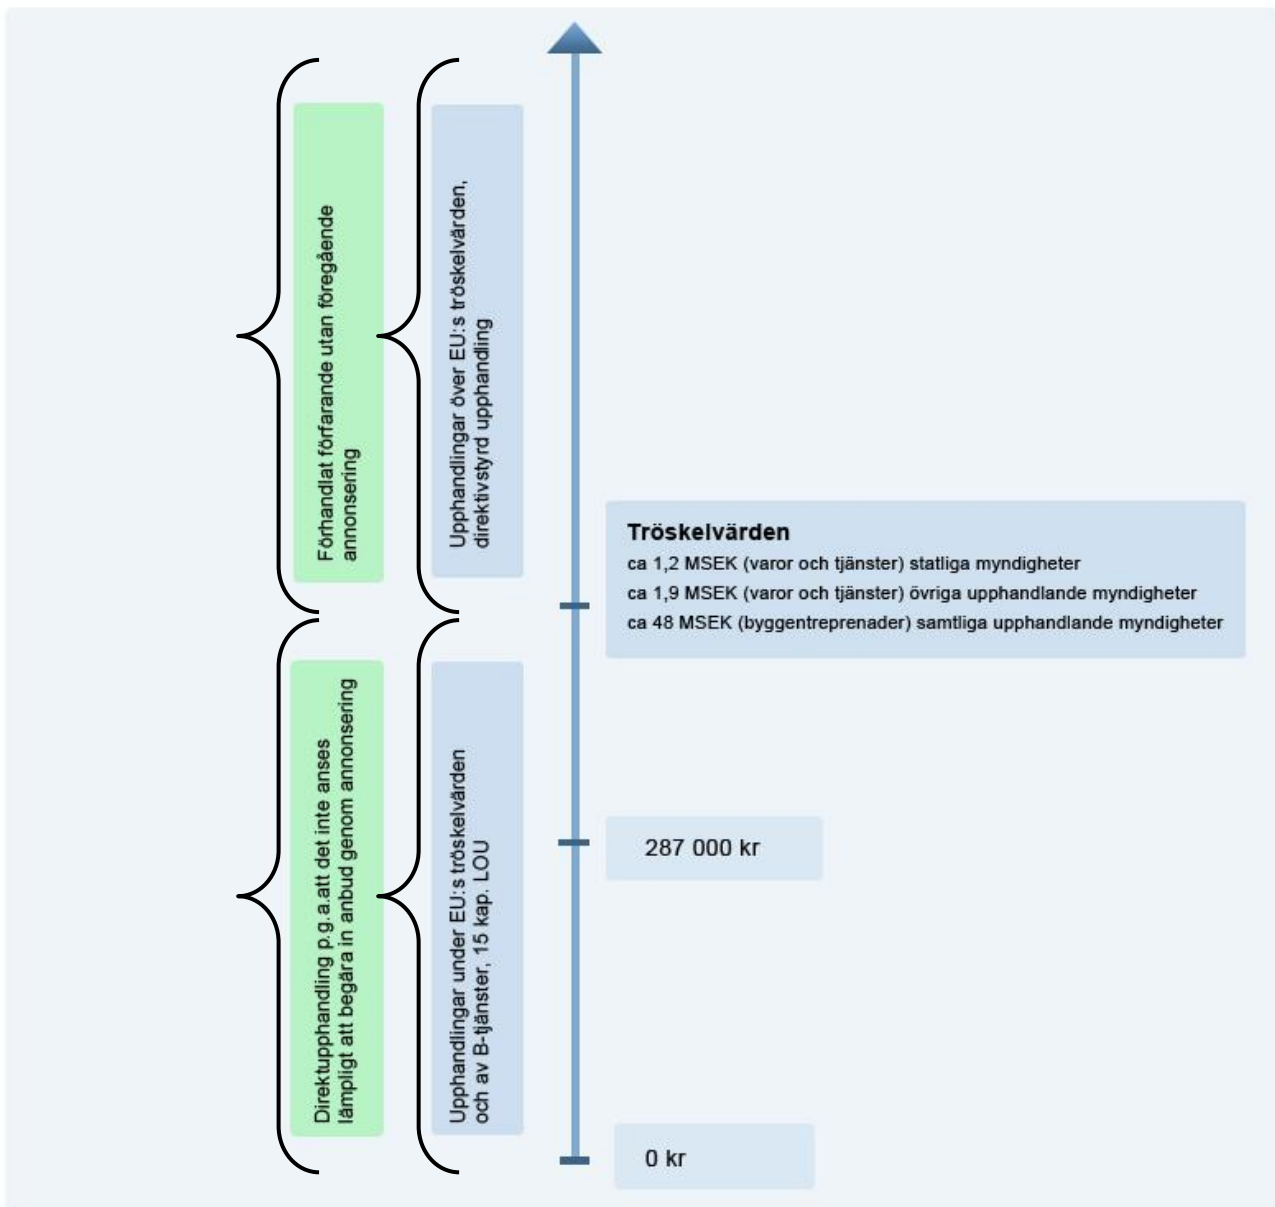 Förhandlat förfarande utan föregående
annonsering
Upphandlingar över EU:s tröskelvärden,
direktivstyrd upphandling
Tröskelvärden
ca 1,2 MSEK (varor och tjänster) statliga myndigheter
ca 1,9 MSEK (varor och tjänster) övriga upphandlande myndigheter
ca 48 MSEK (byggentreprenader) samtliga upphandlande myndigheter
Direktupphandling p.g.a.att det inte anses
lämpligt att begära in anbud genom annonsering
Upphandlingar under EU:s tröskelvärden
och av B-tjänster, 15 kap. LOU
287 000 kr
0 kr